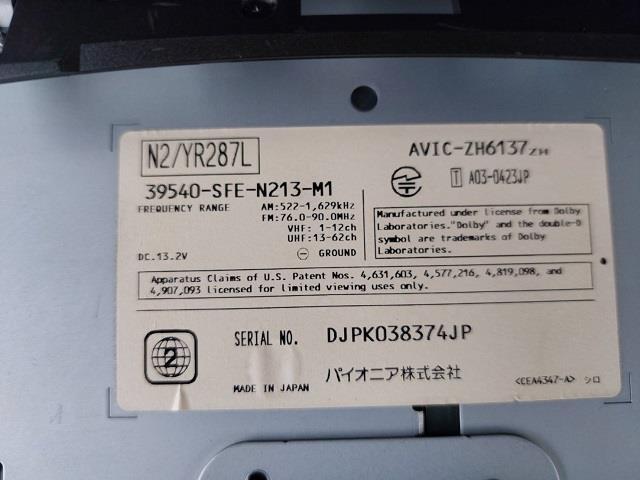 N2/YR287L
AVIC-ZH6137ZH
39540-SFE-N213-M1
T A03-0423JP
FREQUENCY RANGE AM:522-1,629kHz
FM:76.0-90.0MHz
VHF: 1-12ch
UHF:13-62ch
DC.13.2V
GROUND
Manufactured under license from Dolby
Laboratories."Dolby" and the double-D
symbol are trademarks of Dolby
Laboratories.
Apparatus Claims of U.S. Patent Nos. 4,631,603, 4,577,216, 4,819,098, and
4,907,093 licensed for limited viewing uses only.
2
SERIAL NO. DJPK038374JP
MADE IN JAPAN パイオニア株式会社
<CEA4347-A> シロ